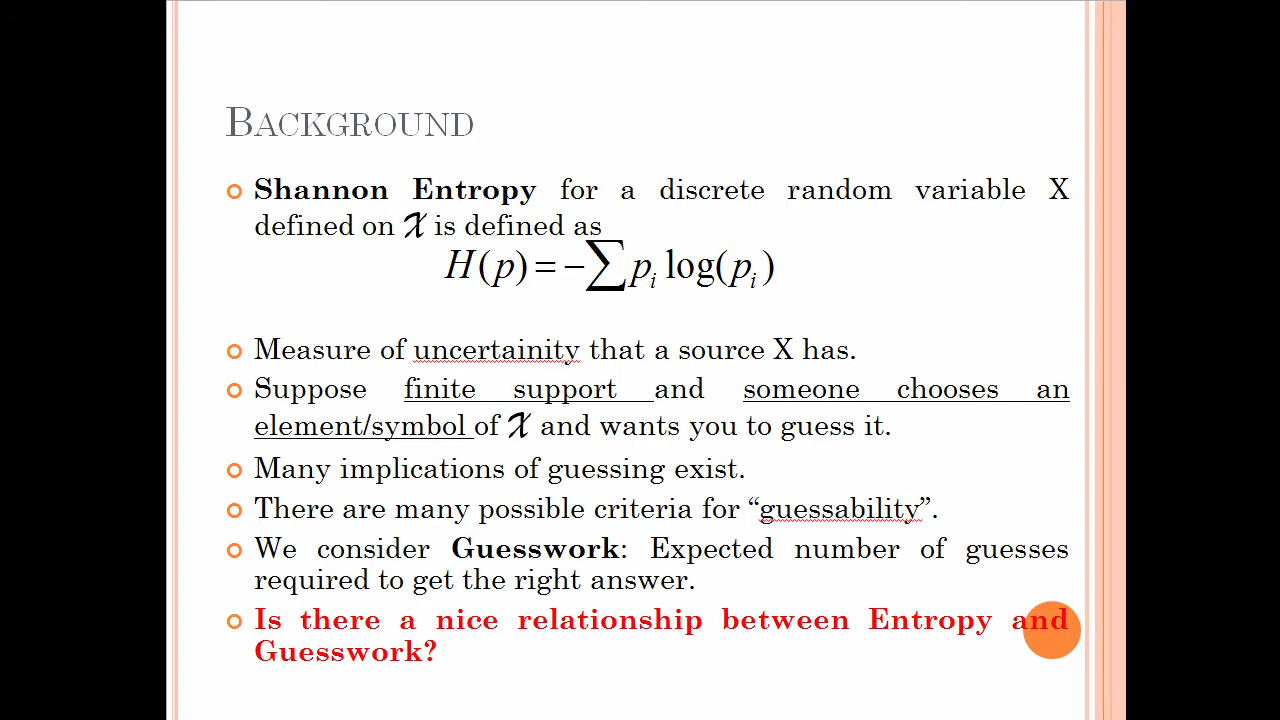 BACKGROUND
Shannon Entropy for a discrete random variable X
defined on 𝒳 is defined as
H(p) = −∑ pᵢ log(pᵢ)
Measure of uncertainity that a source X has.
Suppose finite support and someone chooses an
element/symbol of 𝒳 and wants you to guess it.
Many implications of guessing exist.
There are many possible criteria for “guessability”.
We consider Guesswork: Expected number of guesses
required to get the right answer.
Is there a nice relationship between Entropy and
Guesswork?